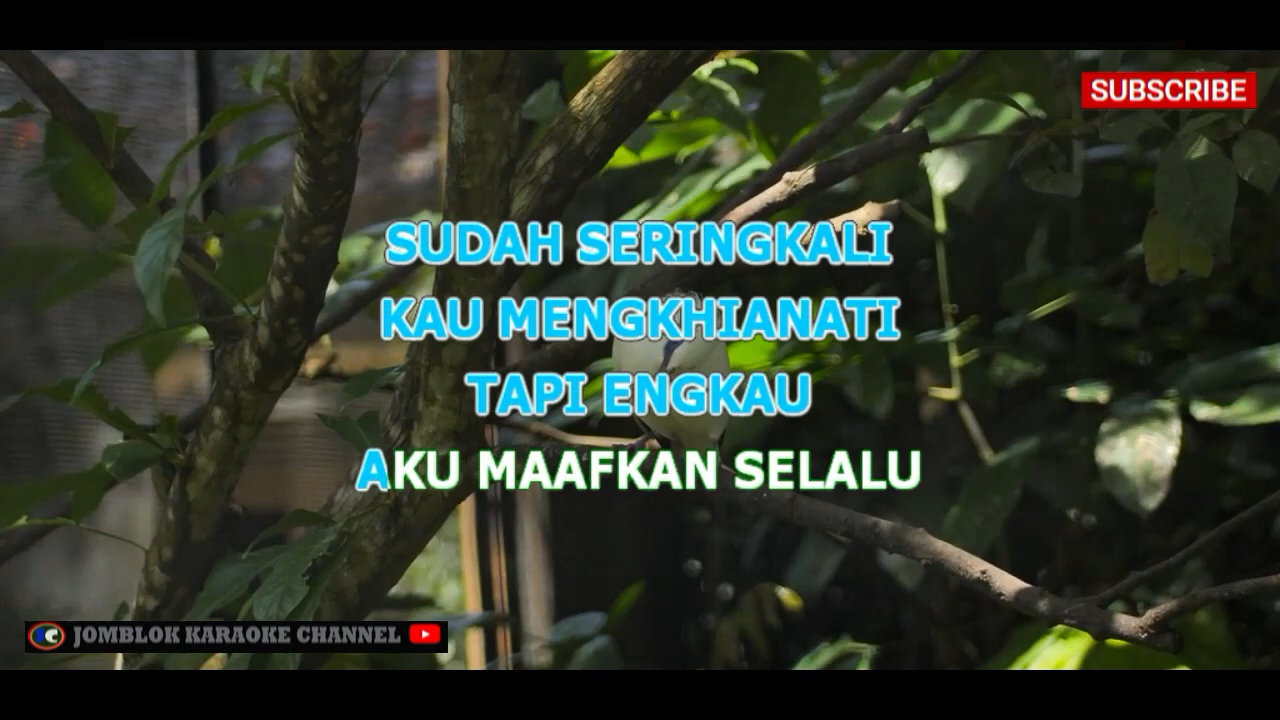 SUBSCRIBE
SUDAH SERINGKALI
KAU MENGKHIANATI
TAPI ENGKAU
AKU MAAFKAN SELALU
JOMBLOK KARAOKE CHANNEL